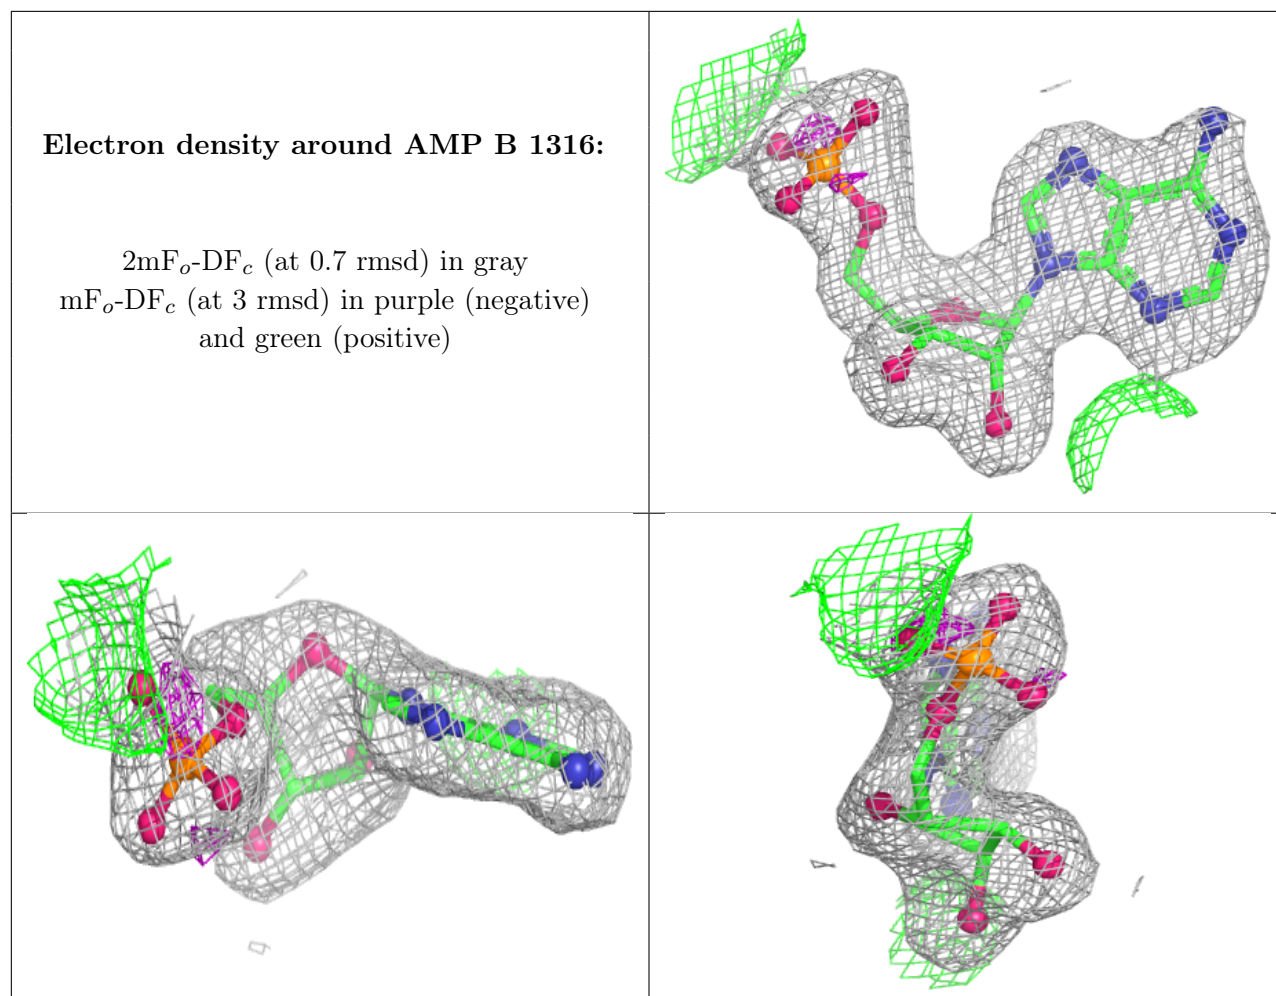 Electron density around AMP B 1316:
2mFo-DFc (at 0.7 rmsd) in gray
mFo-DFc (at 3 rmsd) in purple (negative)
and green (positive)